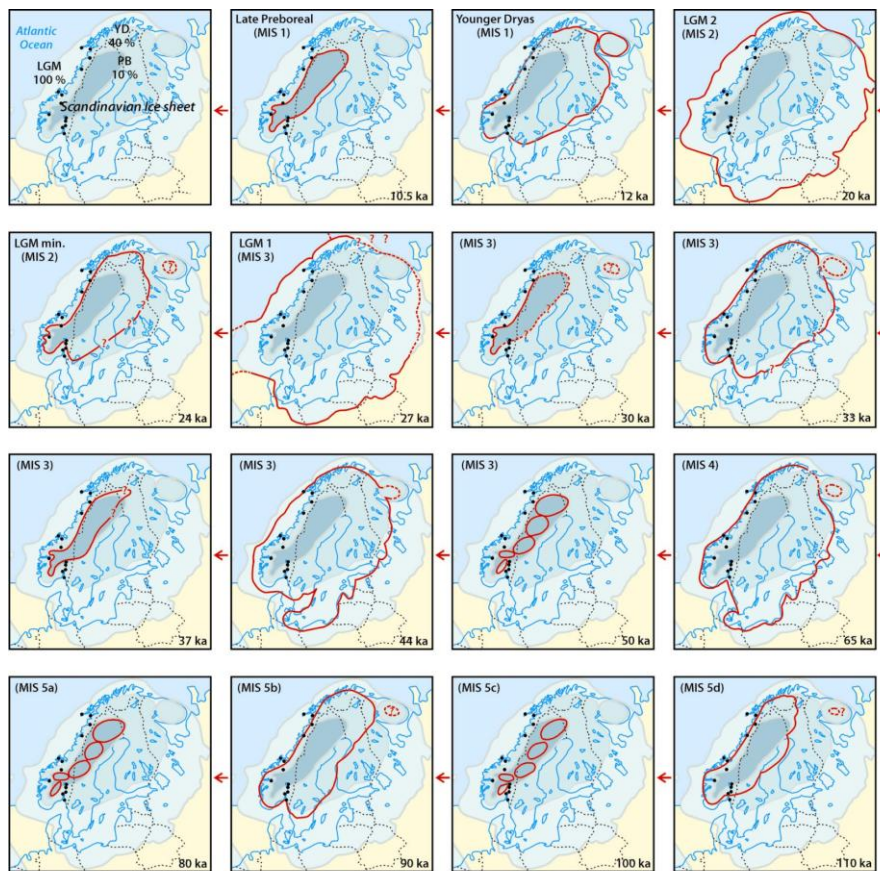 Atlantic
Ocean
YD
40 %
LGM
100 %
PB
10 %
Scandinavian Ice sheet
Late Preboreal
(MIS 1)
10.5 ka
Younger Dryas
(MIS 1)
12 ka
LGM 2
(MIS 2)
20 ka
LGM min.
(MIS 2)
? ?
?
24 ka
LGM 1
(MIS 3)
? ? ?
?
27 ka
(MIS 3)
?
30 ka
(MIS 3)
?
33 ka
(MIS 3)
?
37 ka
(MIS 3)
44 ka
(MIS 3)
50 ka
(MIS 4)
65 ka
(MIS 5a)
80 ka
(MIS 5b)
?
90 ka
(MIS 5c)
100 ka
(MIS 5d)
?
110 ka